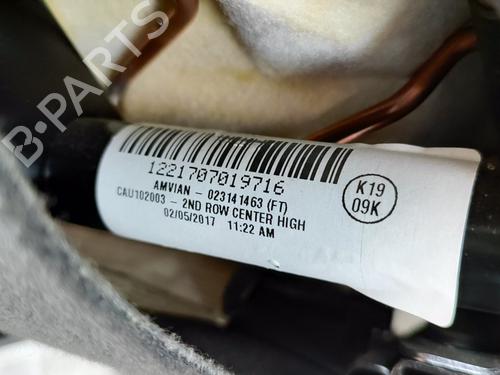 B-PARTS
1221707019716
AMVIAN - 023141463 (FT)
CAU102003 - 2ND ROW CENTER HIGH
02/05/2017 11:22 AM
K19
09K